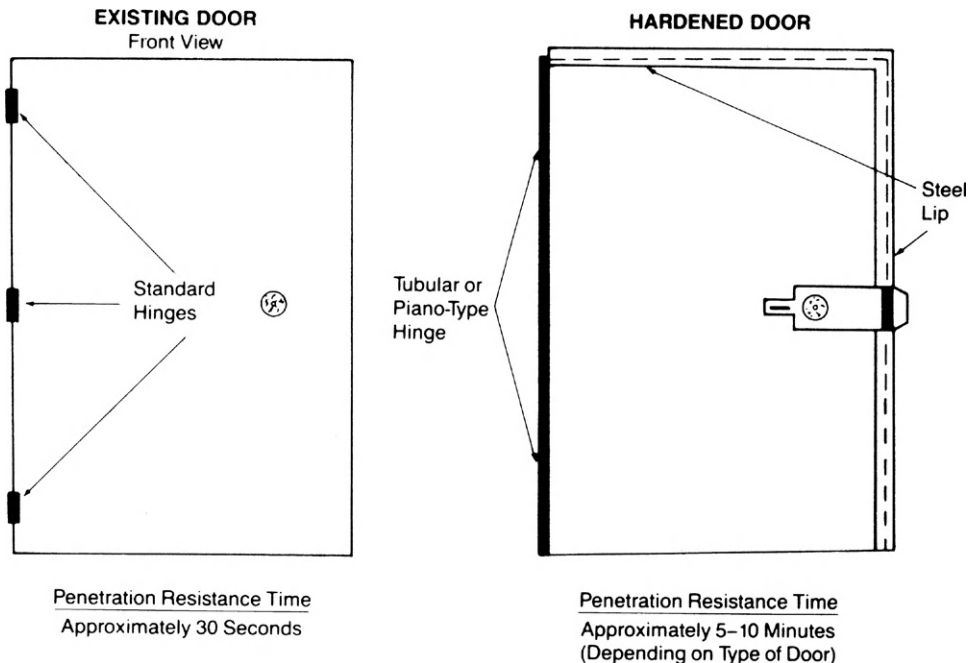 EXISTING DOOR
Front View
Standard
Hinges
Penetration Resistance Time
Approximately 30 Seconds
HARDENED DOOR
Steel
Lip
Tubular or
Piano-Type
Hinge
Penetration Resistance Time
Approximately 5–10 Minutes
(Depending on Type of Door)